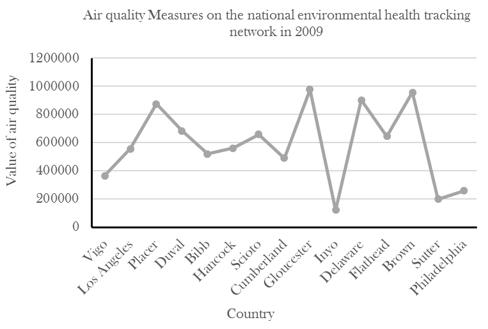 Air quality Measures on the national environmental health tracking
network in 2009
Value of air quality
1200000
1000000
800000
600000
400000
200000
0
Vigo
Los Angeles
Placer
Duval
Bibb
Hancock
Scioto
Cumberland
Gloucester
Inyo
Delaware
Flathead
Brown
Sutter
Philadelphia
Country